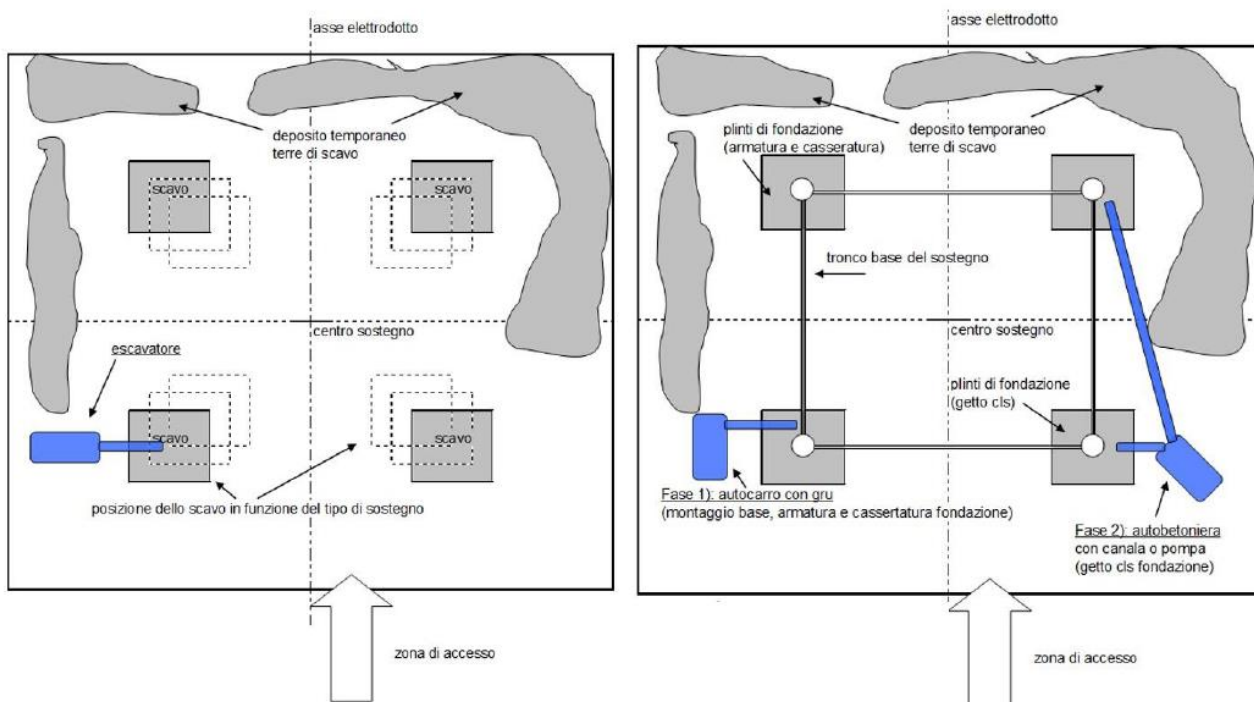 asse elettrodotto
deposito temporaneo
terre di scavo
scavo
scavo
centro sostegno
escavatore
scavo
scavo
posizione dello scavo in funzione del tipo di sostegno
zona di accesso
asse elettrodotto
plinti di fondazione
(armatura e casseratura)
deposito temporaneo
terre di scavo
tronco base del sostegno
centro sostegno
plinti di fondazione
(getto cls)
Fase 1): autocarro con gru
(montaggio base, armatura e cassertatura fondazione)
Fase 2): autobetoniera
con canala o pompa
(getto cls fondazione)
zona di accesso